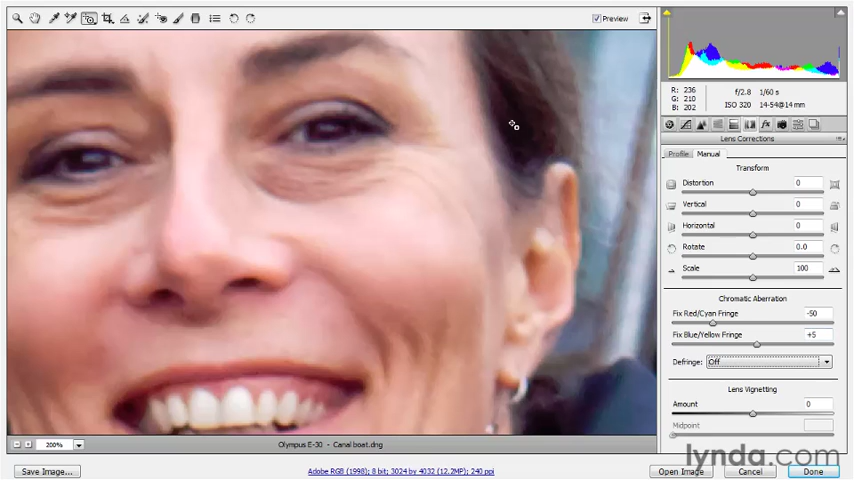 Preview
R: 236
G: 210
B: 202
f/2.8 1/60 s
ISO 320 14-54@14 mm
Lens Corrections
Profile Manual
Transform
Distortion 0
Vertical 0
Horizontal 0
Rotate 0.0
Scale 100
Chromatic Aberration
Fix Red/Cyan Fringe -50
Fix Blue/Yellow Fringe +5
Defringe: Off
Lens Vignetting
Amount 0
Midpoint
200%
Olympus E-30 - Canal boat.dng
lynda.com
Save Image...
Adobe RGB (1998); 8 bit; 3024 by 4032 (12.2MP); 240 ppi
Open Image
Cancel
Done